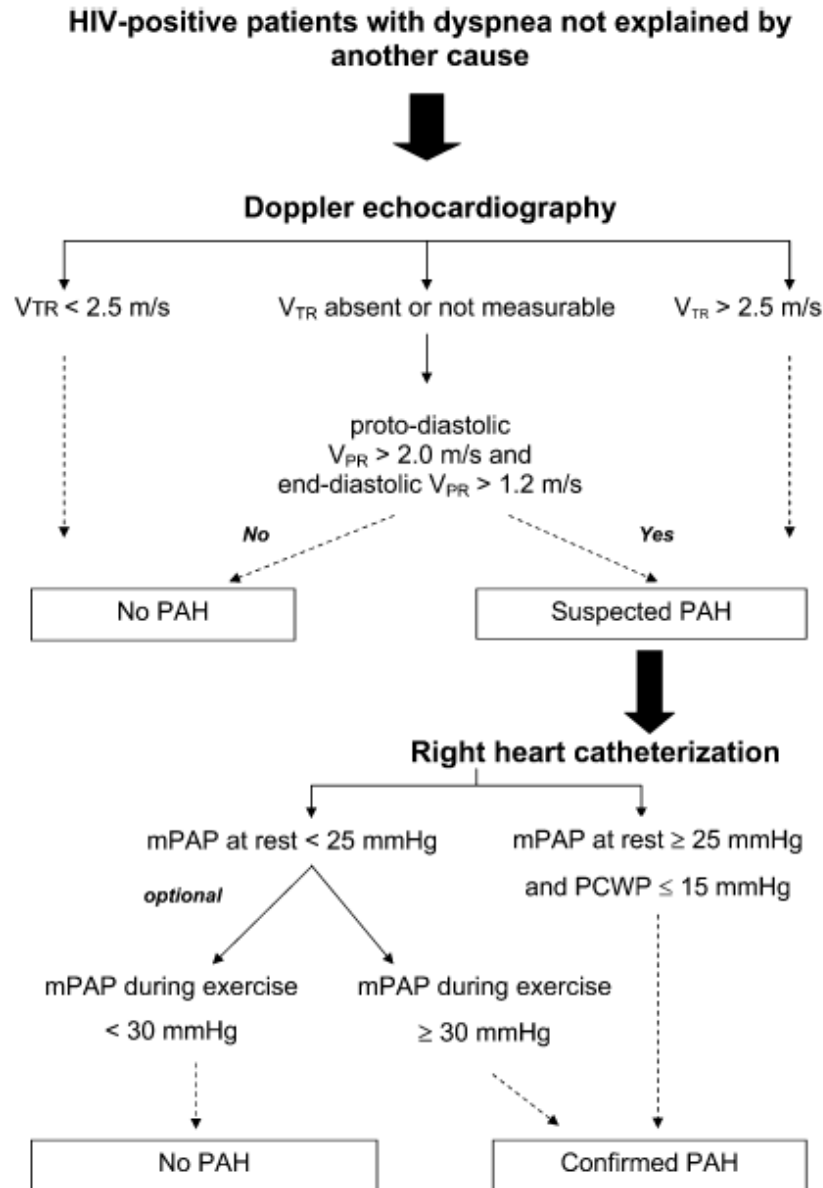 HIV-positive patients with dyspnea not explained by
another cause
Doppler echocardiography
VTR < 2.5 m/s
VTR absent or not measurable
VTR > 2.5 m/s
proto-diastolic
VPR > 2.0 m/s and
end-diastolic VPR > 1.2 m/s
No
Yes
No PAH
Suspected PAH
Right heart catheterization
mPAP at rest < 25 mmHg
mPAP at rest ≥ 25 mmHg
and PCWP ≤ 15 mmHg
optional
mPAP during exercise
< 30 mmHg
mPAP during exercise
≥ 30 mmHg
No PAH
Confirmed PAH